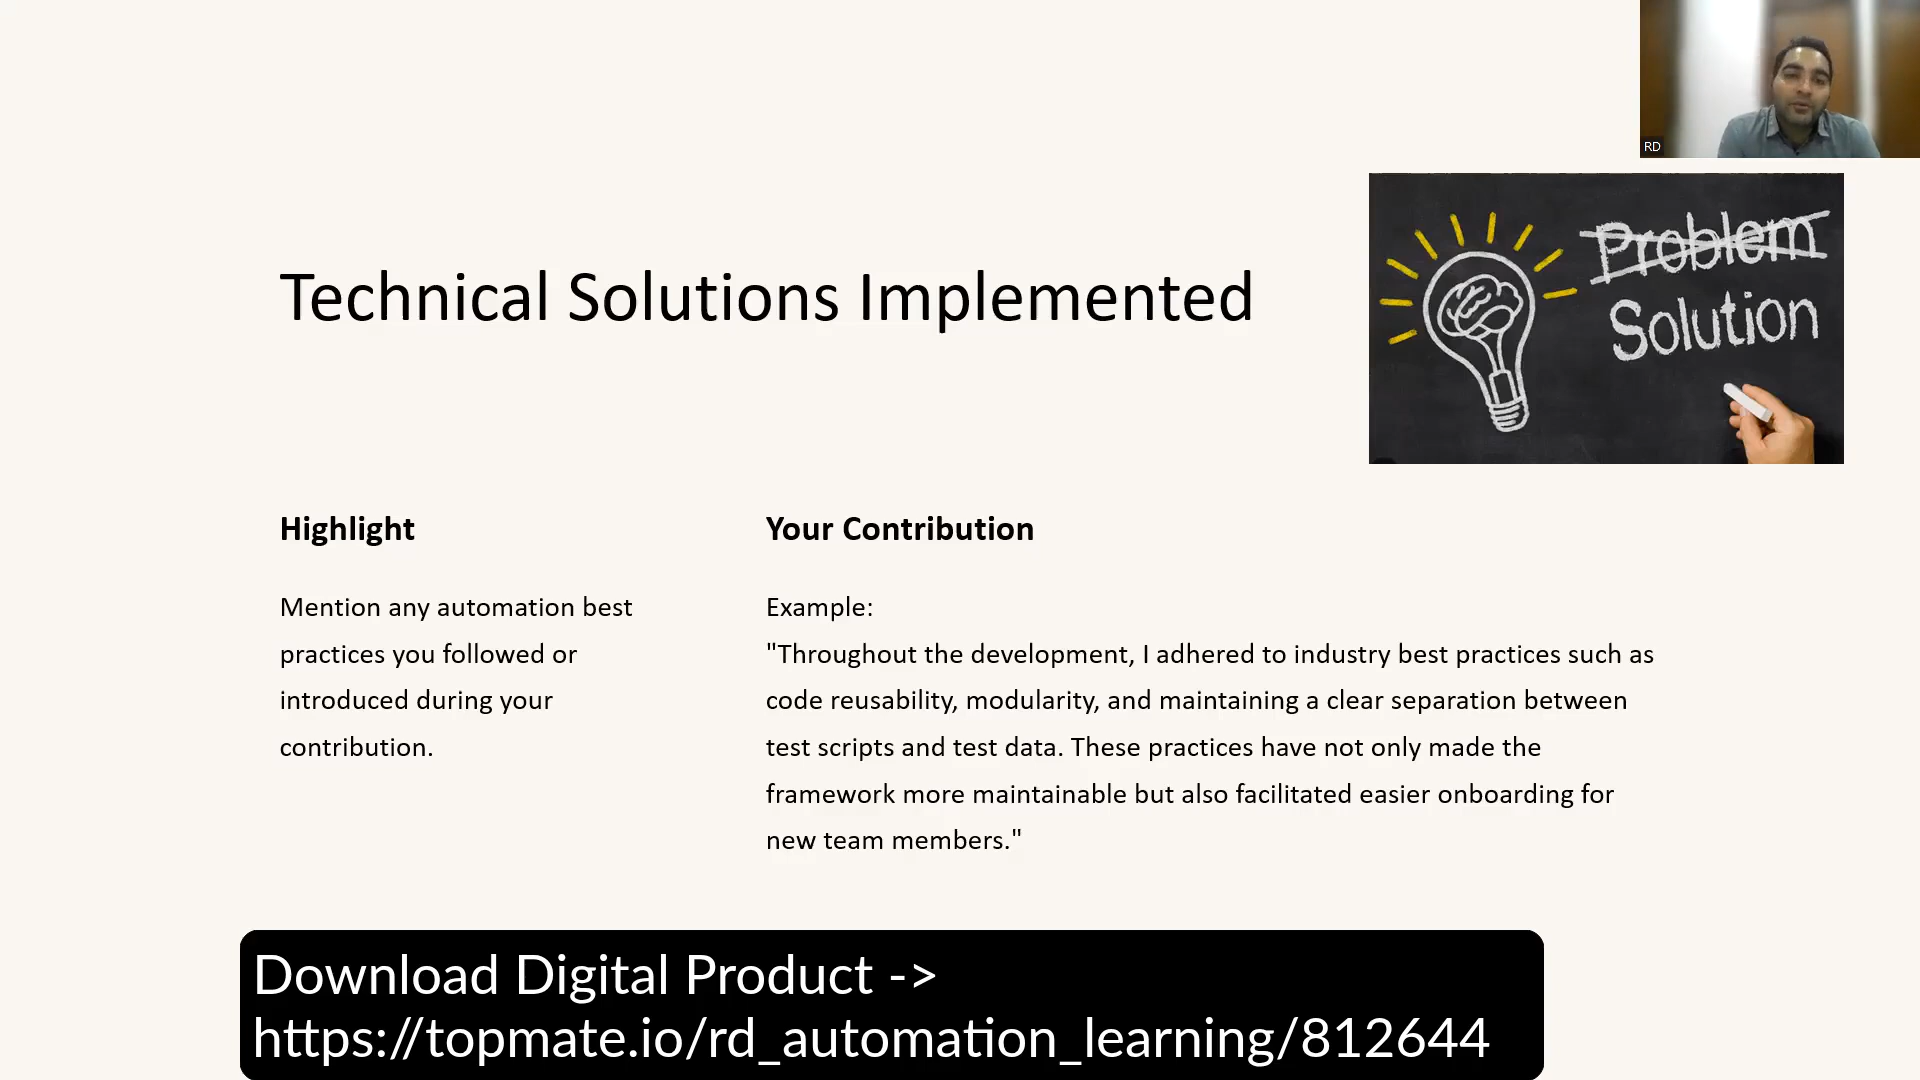 RD
Problem
Solution
Technical Solutions Implemented
Highlight
Mention any automation best
practices you followed or
introduced during your
contribution.
Your Contribution
Example:
"Throughout the development, I adhered to industry best practices such as
code reusability, modularity, and maintaining a clear separation between
test scripts and test data. These practices have not only made the
framework more maintainable but also facilitated easier onboarding for
new team members."
Download Digital Product ->
https://topmate.io/rd_automation_learning/812644